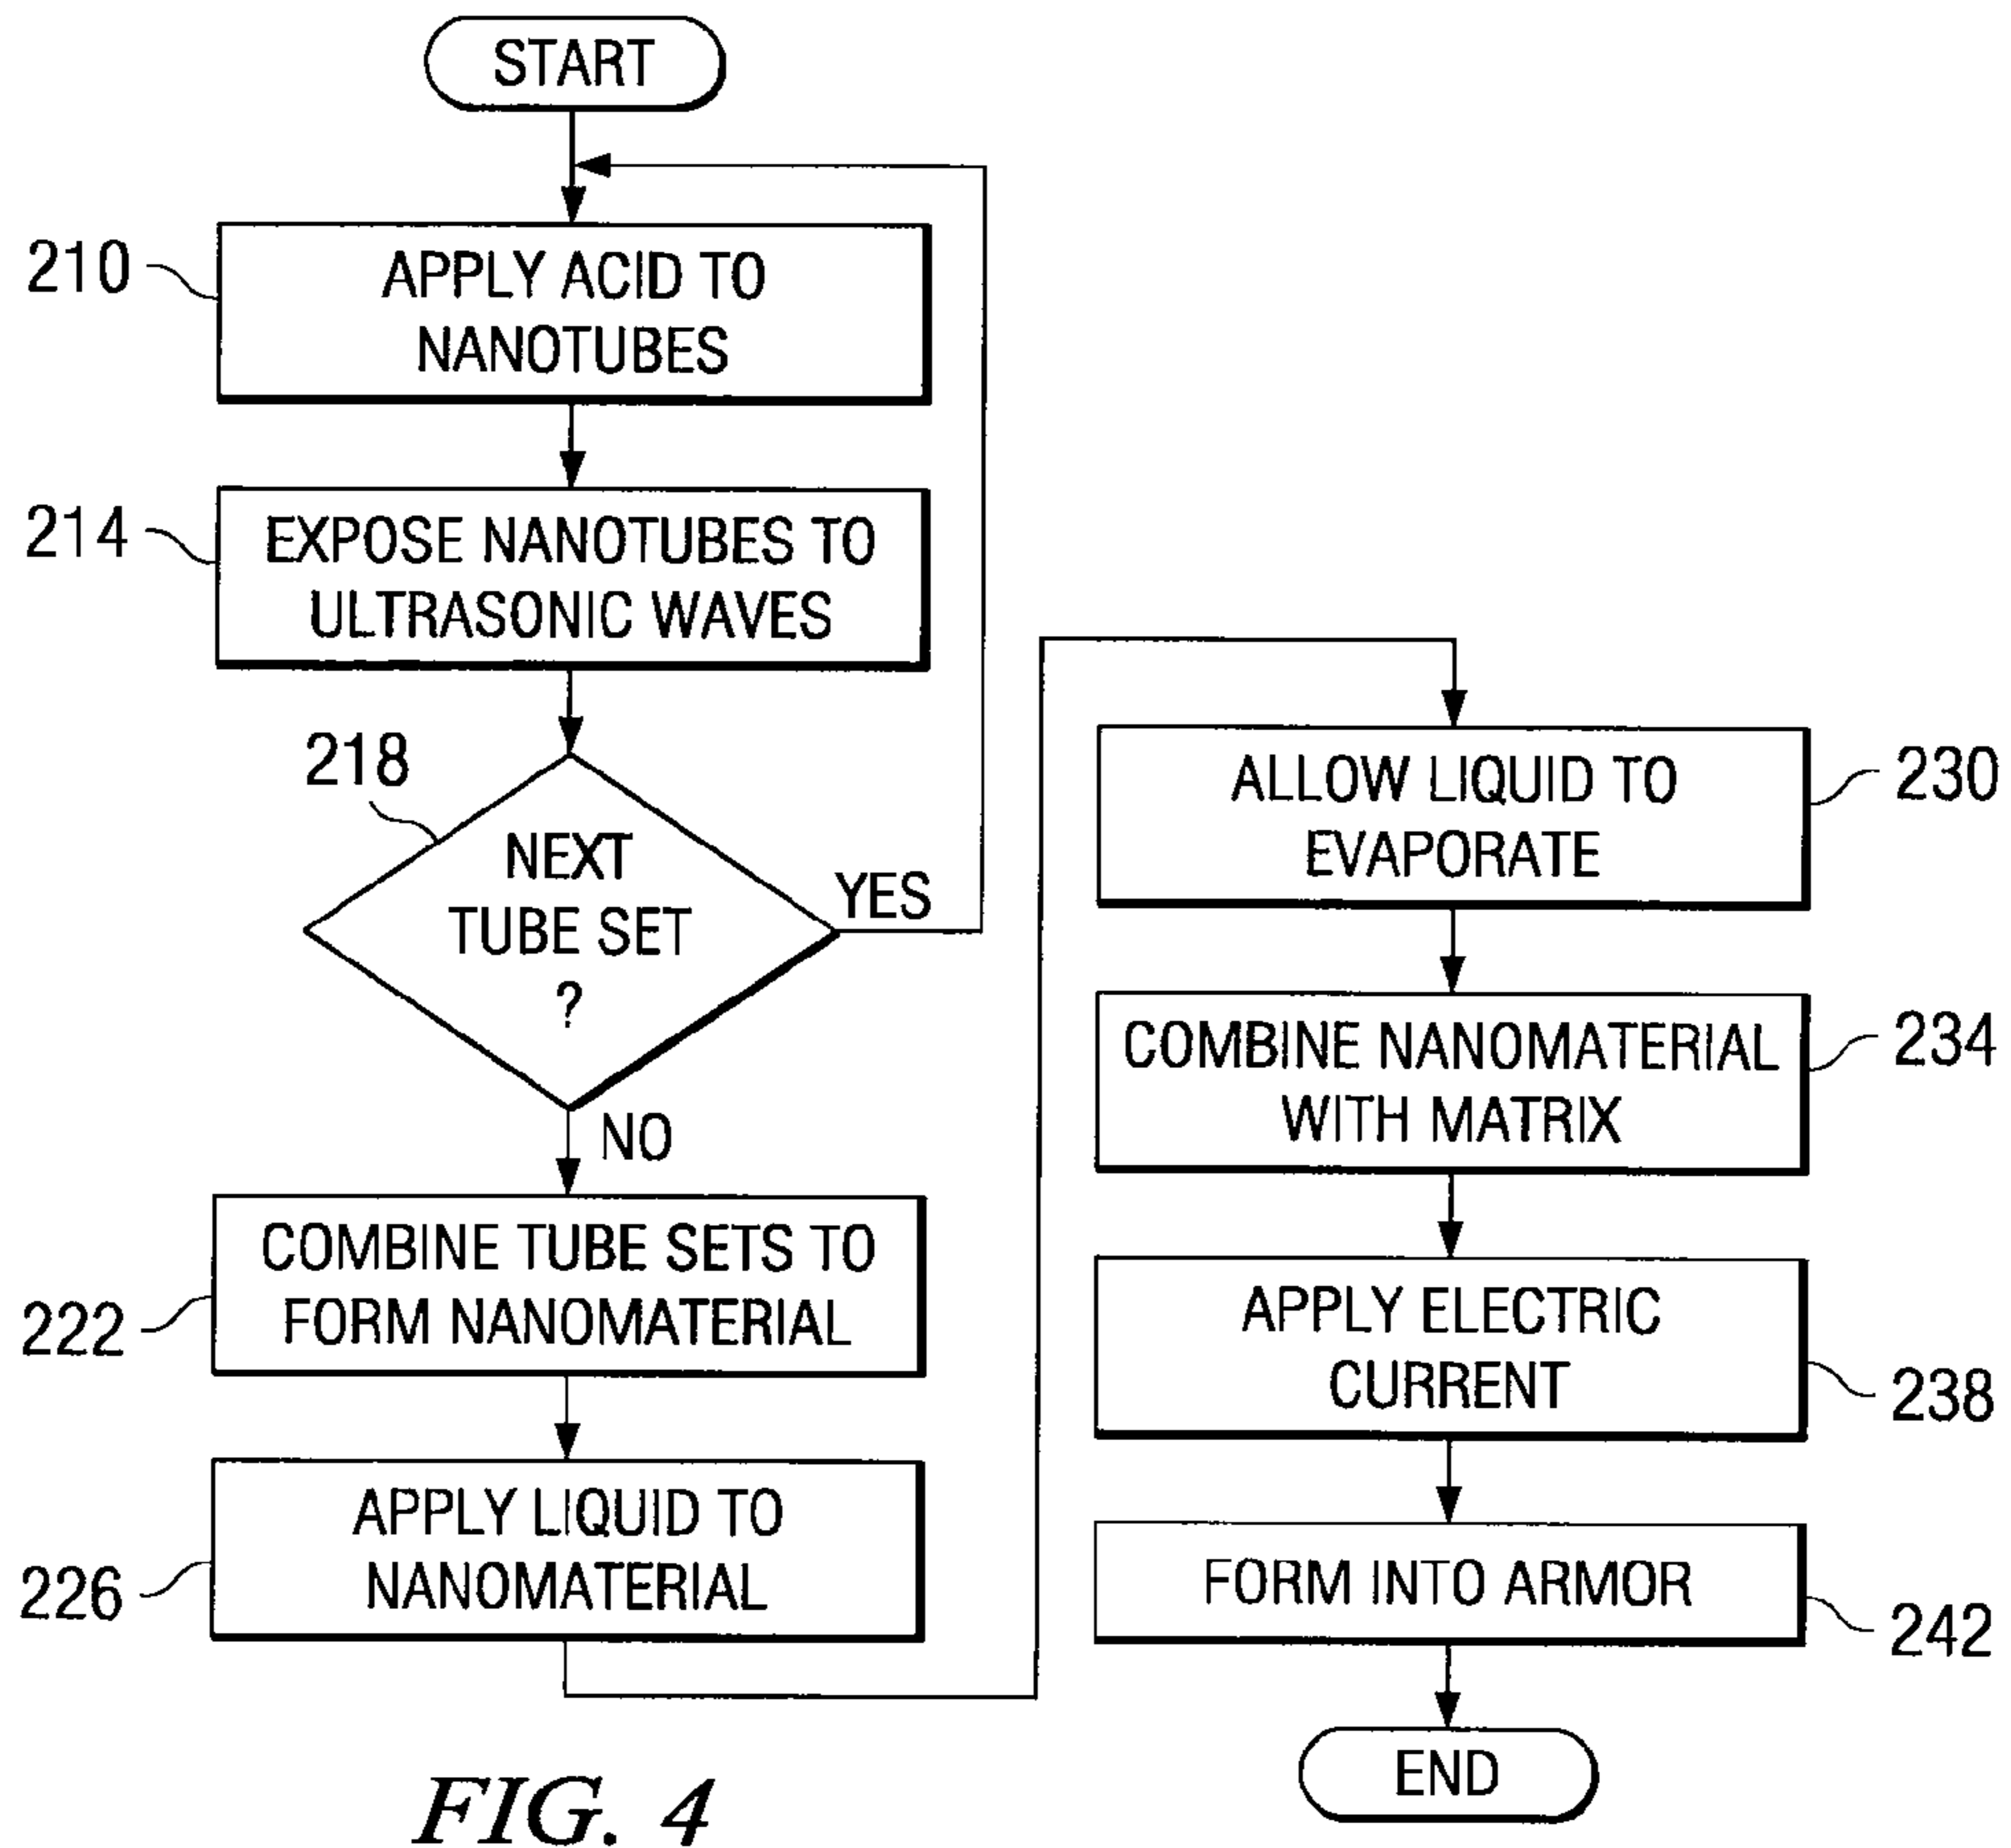 START
210
APPLY ACID TO
NANOTUBES
214
EXPOSE NANOTUBES TO
ULTRASONIC WAVES
218
NEXT
TUBE SET
?
YES
NO
222
COMBINE TUBE SETS TO
FORM NANOMATERIAL
226
APPLY LIQUID TO
NANOMATERIAL
ALLOW LIQUID TO
EVAPORATE
230
COMBINE NANOMATERIAL
WITH MATRIX
234
APPLY ELECTRIC
CURRENT
238
FORM INTO ARMOR
242
END
FIG. 4